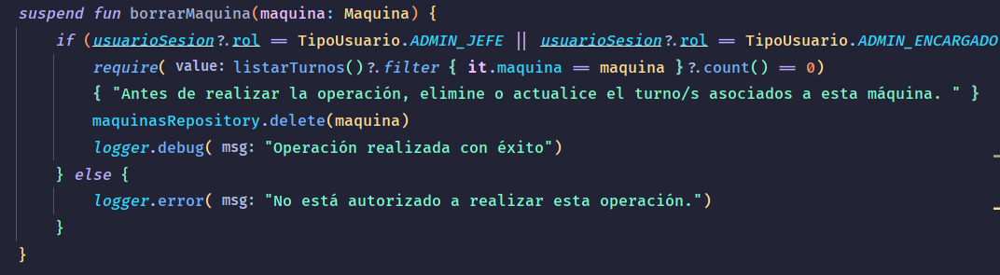 suspend fun borrarMaquina(maquina: Maquina) {
    if (usuarioSesion?.rol == TipoUsuario.ADMIN_JEFE || usuarioSesion?.rol == TipoUsuario.ADMIN_ENCARGADO
        require( value: listarTurnos()?.filter { it.maquina == maquina }?.count() == 0)
        { "Antes de realizar la operación, elimine o actualice el turno/s asociados a esta máquina. " }
        maquinasRepository.delete(maquina)
        logger.debug( msg: "Operación realizada con éxito")
    } else {
        logger.error( msg: "No está autorizado a realizar esta operación.")
    }
}